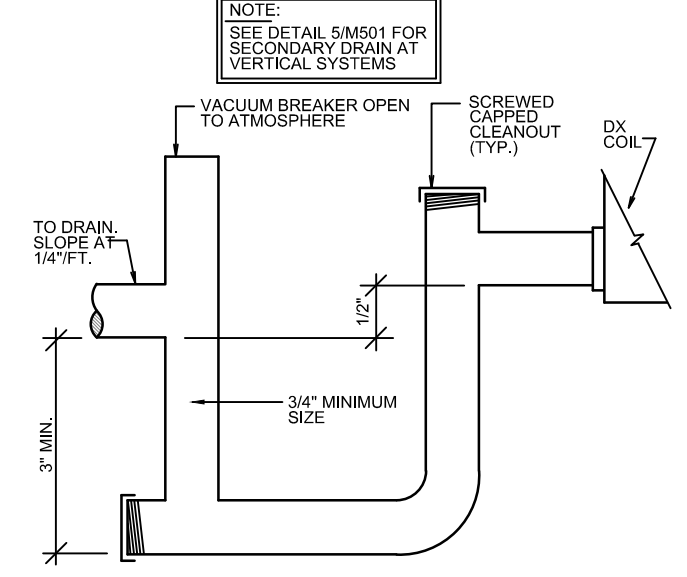 NOTE:
SEE DETAIL 5/M501 FOR
SECONDARY DRAIN AT
VERTICAL SYSTEMS
VACUUM BREAKER OPEN
TO ATMOSPHERE
SCREWED
CAPPED
CLEANOUT
(TYP.)
DX
COIL
TO DRAIN.
SLOPE AT
1/4"/FT.
1/2"
3/4" MINIMUM
SIZE
3" MIN.